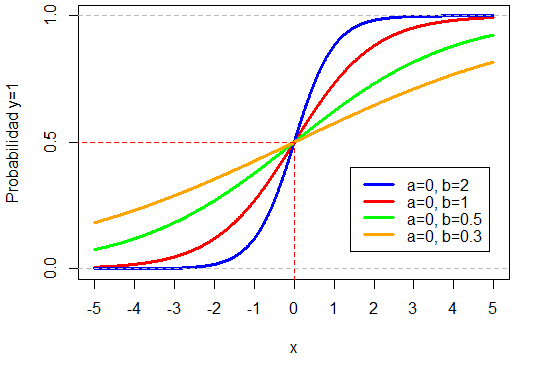 Probabilidad y=1
1.0
0.5
0.0
a=0, b=2
a=0, b=1
a=0, b=0.5
a=0, b=0.3
-5 -4 -3 -2 -1 0 1 2 3 4 5
x